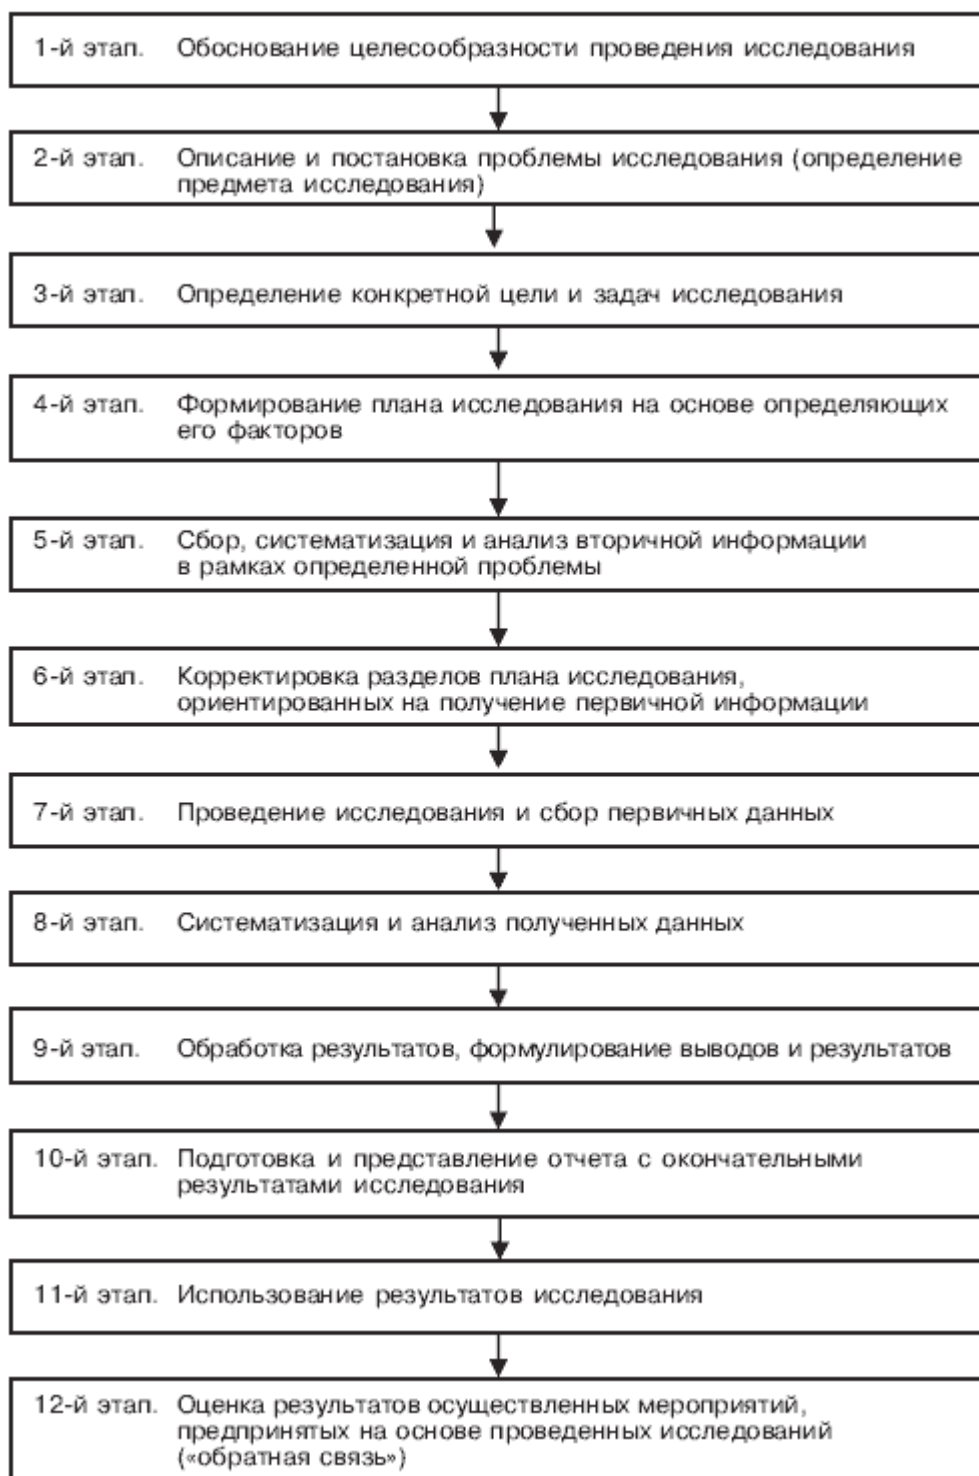 1-й этап. Обоснование целесообразности проведения исследования
2-й этап. Описание и постановка проблемы исследования (определение
предмета исследования)
3-й этап. Определение конкретной цели и задач исследования
4-й этап. Формирование плана исследования на основе определяющих
его факторов
5-й этап. Сбор, систематизация и анализ вторичной информации
в рамках определенной проблемы
6-й этап. Корректировка разделов плана исследования,
ориентированных на получение первичной информации
7-й этап. Проведение исследования и сбор первичных данных
8-й этап. Систематизация и анализ полученных данных
9-й этап. Обработка результатов, формулирование выводов и результатов
10-й этап. Подготовка и представление отчета с окончательными
результатами исследования
11-й этап. Использование результатов исследования
12-й этап. Оценка результатов осуществленных мероприятий,
предпринятых на основе проведенных исследований
(«обратная связь»)